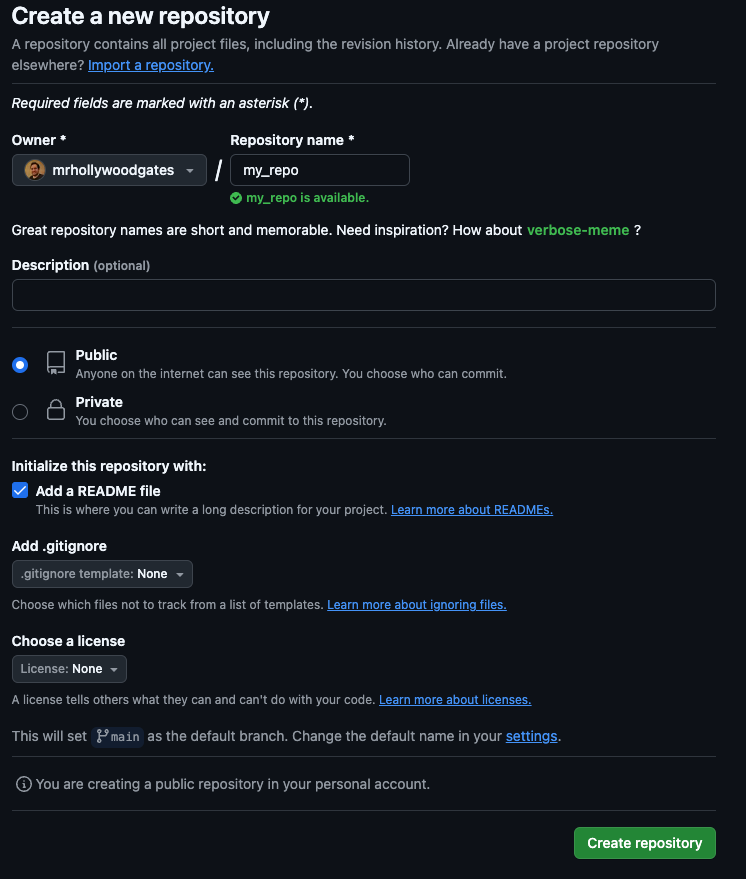 Create a new repository
A repository contains all project files, including the revision history. Already have a project repository
elsewhere? Import a repository.
Required fields are marked with an asterisk (*).
Owner * Repository name *
mrhollywoodgates / my_repo
my_repo is available.
Great repository names are short and memorable. Need inspiration? How about verbose-meme ?
Description (optional)
Public
Anyone on the internet can see this repository. You choose who can commit.
Private
You choose who can see and commit to this repository.
Initialize this repository with:
Add a README file
This is where you can write a long description for your project. Learn more about READMEs.
Add .gitignore
.gitignore template: None
Choose which files not to track from a list of templates. Learn more about ignoring files.
Choose a license
License: None
A license tells others what they can and can't do with your code. Learn more about licenses.
This will set main as the default branch. Change the default name in your settings.
You are creating a public repository in your personal account.
Create repository